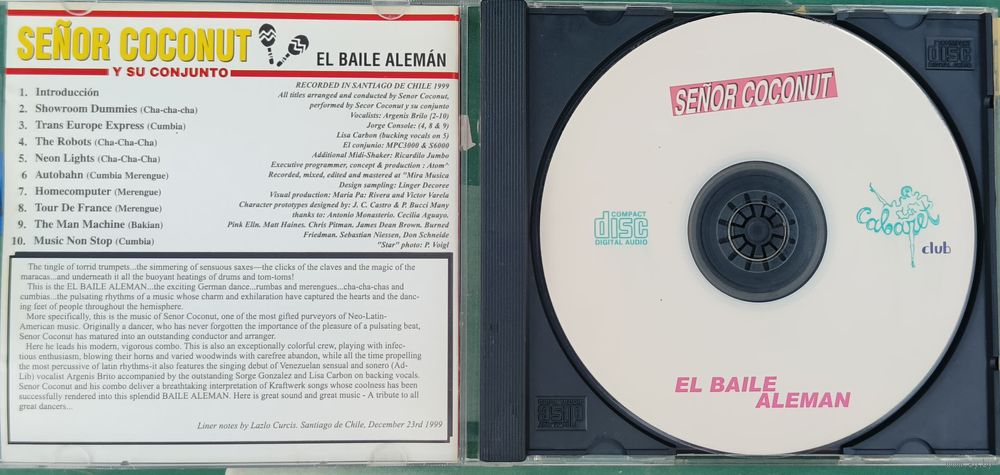 SEÑOR COCONUT
Y SU CONJUNTO
EL BAILE ALEMÁN
1. Introducción
2. Showroom Dummies (Cha-cha-cha)
3. Trans Europe Express (Cumbia)
4. The Robots (Cha-Cha-Cha)
5. Neon Lights (Cha-Cha-Cha)
6 Autobahn (Cumbia Merengue)
7. Homecomputer (Merengue)
8. Tour De France (Merengue)
9. The Man Machine (Bakian)
10. Music Non Stop (Cumbia)
RECORDED IN SANTIAGO DE CHILE 1999
All titles arranged and conducted by Senor Coconut,
performed by Secor Coconut y su conjunto
Vocalists: Argenis Brilo [2-10)
Jorge Console: (4, 8 & 9)
Lisa Carbon (bucking vocals on 5)
El conjunio: MPC3000 & S6000
Additional Midi-Shaker: Ricardilo Jumbo
Executive programmer, concept & production : Atom^
Recorded, mixed, edited and mastered at "Mira Musica
Design sampling: Linger Decoree
Visual production: Maria Pa: Rivera and Victor Varela
Character prototypes designed by: J. C. Castro & P. Bucci Many
thanks to: Antonio Monasterio. Cecilia Aguayo,
Pink Elln. Matt Haines. Chris Pitman. James Dean Brown. Burned
Friedman. Sebastian Niessen, Don Schneide
"Star" photo: P. Voigl
The tingle of torrid trumpets...the simmering of sensuous saxes—the clicks of the claves and the magic of the
maracas...and underneath it all the buoyant heatings of drums and tom-toms!
This is the EL BAILE ALEMAN...the exciting German dance...rumbas and merengues...cha-cha-chas and
cumbias...the pulsating rhythms of a music whose charm and exhilaration have captured the hearts and the danc-
ing feet of people throughout the hemisphere.
More specifically, this is the music of Senor Coconut, one of the most gifted purveyors of Neo-Latin-
American music. Originally a dancer, who has never forgotten the importance of the pleasure of a pulsating beat,
Senor Coconut has matured into an outstanding conductor and arranger.
Here he leads his modern, vigorous combo. This is also an exceptionally colorful crew, playing with infec-
tious enthusiasm, blowing their horns and varied woodwinds with carefree abandon, while all the time propelling
the most percussive of latin rhythms-it also features the singing debut of Venezuelan sensual and sonero (Ad-
Lib) vocalist Argenis Brito accompanied by the outstanding Sorge Gonzalez and Lisa Carbon on backing vocals.
Senor Coconut and his combo deliver a breathtaking interpretation of Kraftwerk songs whose coolness has been
successfully rendered into this splendid BAILE ALEMAN. Here is great sound and great music - A tribute to all
great dancers...
Liner notes by Lazlo Curcis. Santiago de Chile, December 23rd 1999
SEÑOR COCONUT
COMPACT
disc
DIGITAL AUDIO
Cabaret
club
EL BAILE
ALEMAN
COMPACT
disc
DIGITAL AUDIO